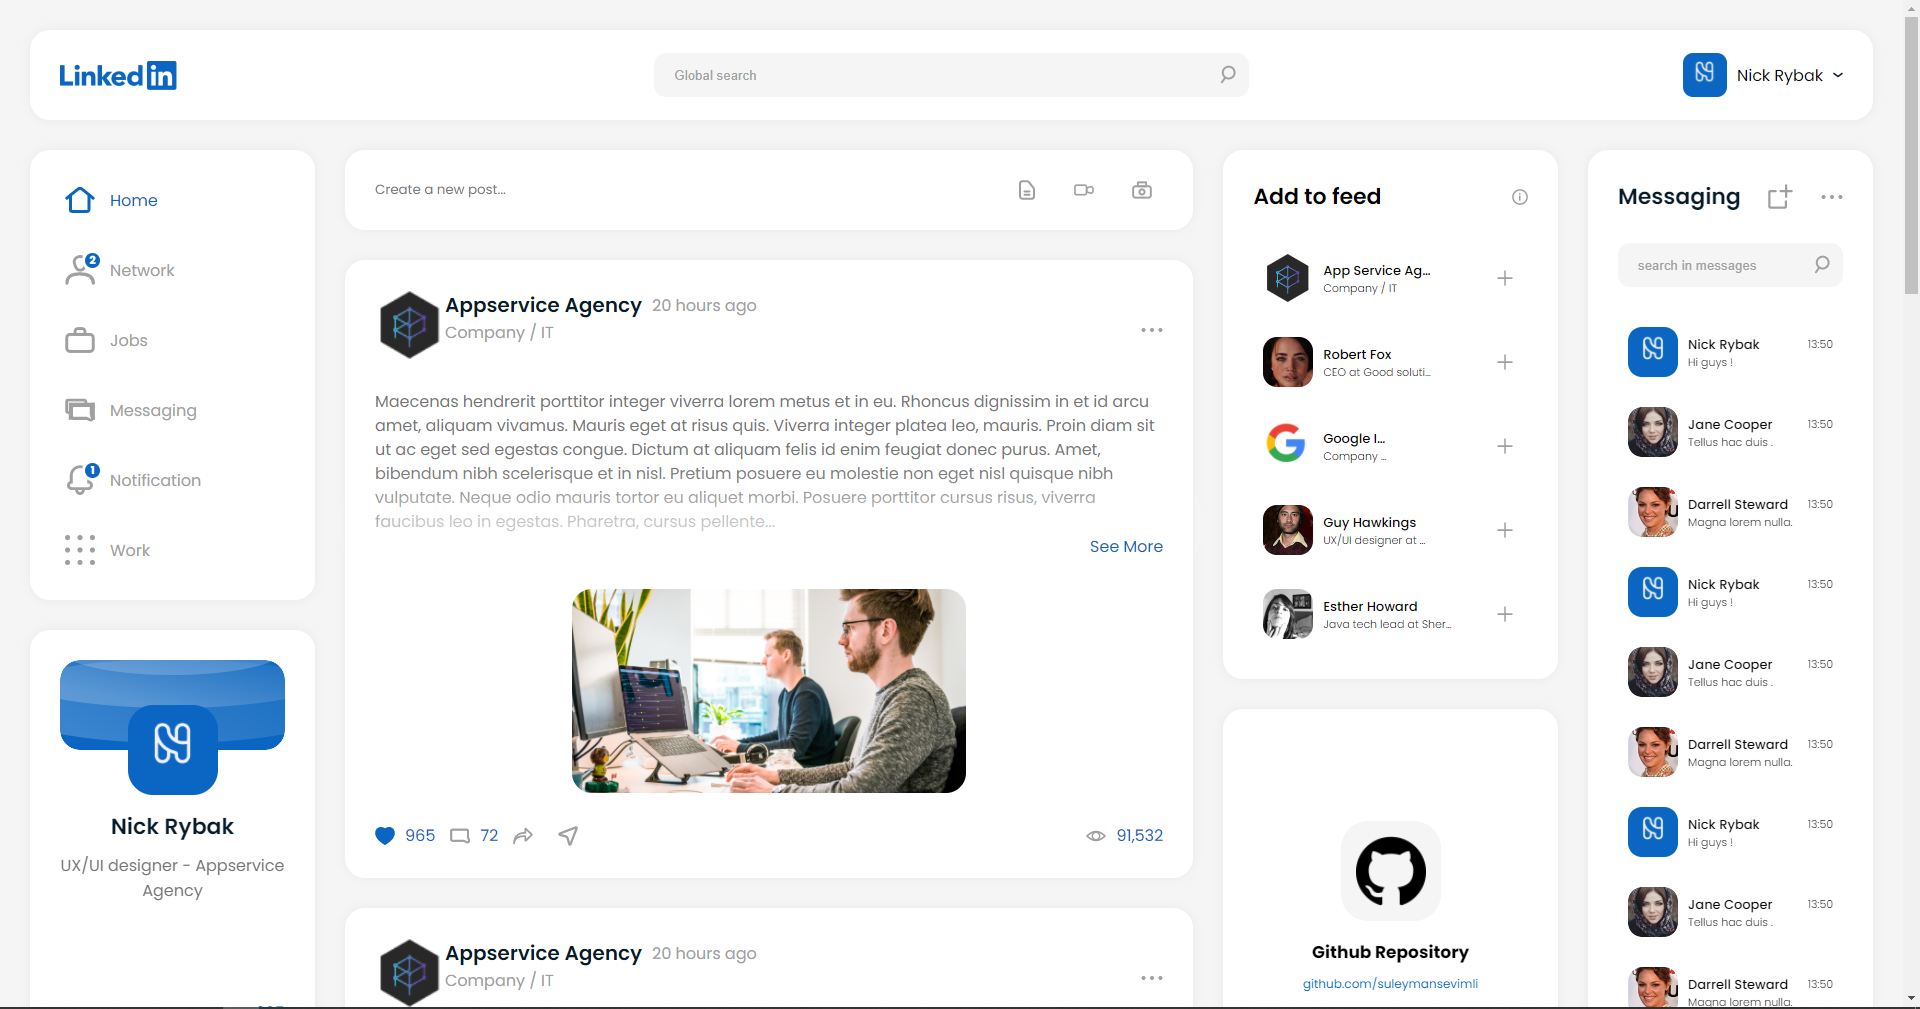 Linked in
Global search
Nick Rybak
Home
2
Network
Jobs
Messaging
1
Notification
Work
Nick Rybak
UX/UI designer - Appservice
Agency
Create a new post...
Appservice Agency 20 hours ago
Company / IT
Maecenas hendrerit porttitor integer viverra lorem metus et in eu. Rhoncus dignissim in et id arcu
amet, aliquam vivamus. Mauris eget at risus quis. Viverra integer platea leo, mauris. Proin diam sit
ut ac eget sed egestas congue. Dictum at aliquam felis id enim feugiat donec purus. Amet,
bibendum nibh scelerisque et in nisl. Pretium posuere eu molestie non eget nisl quisque nibh
vulputate. Neque odio mauris tortor eu aliquet morbi. Posuere porttitor cursus risus, viverra
faucibus leo in egestas. Pharetra, cursus pellente...
See More
965 72 91,532
Appservice Agency 20 hours ago
Company / IT
Add to feed
App Service Ag...
Company / IT
Robert Fox
CEO at Good soluti...
Google I...
Company ...
Guy Hawkings
UX/UI designer at ...
Esther Howard
Java tech lead at Sher...
Github Repository
github.com/suleymansevimli
Messaging
search in messages
Nick Rybak 13:50
Hi guys !
Jane Cooper 13:50
Tellus hac duis .
Darrell Steward 13:50
Magna lorem nulla.
Nick Rybak 13:50
Hi guys !
Jane Cooper 13:50
Tellus hac duis .
Darrell Steward 13:50
Magna lorem nulla.
Nick Rybak 13:50
Hi guys !
Jane Cooper 13:50
Tellus hac duis .
Darrell Steward 13:50
Magna lorem nulla.